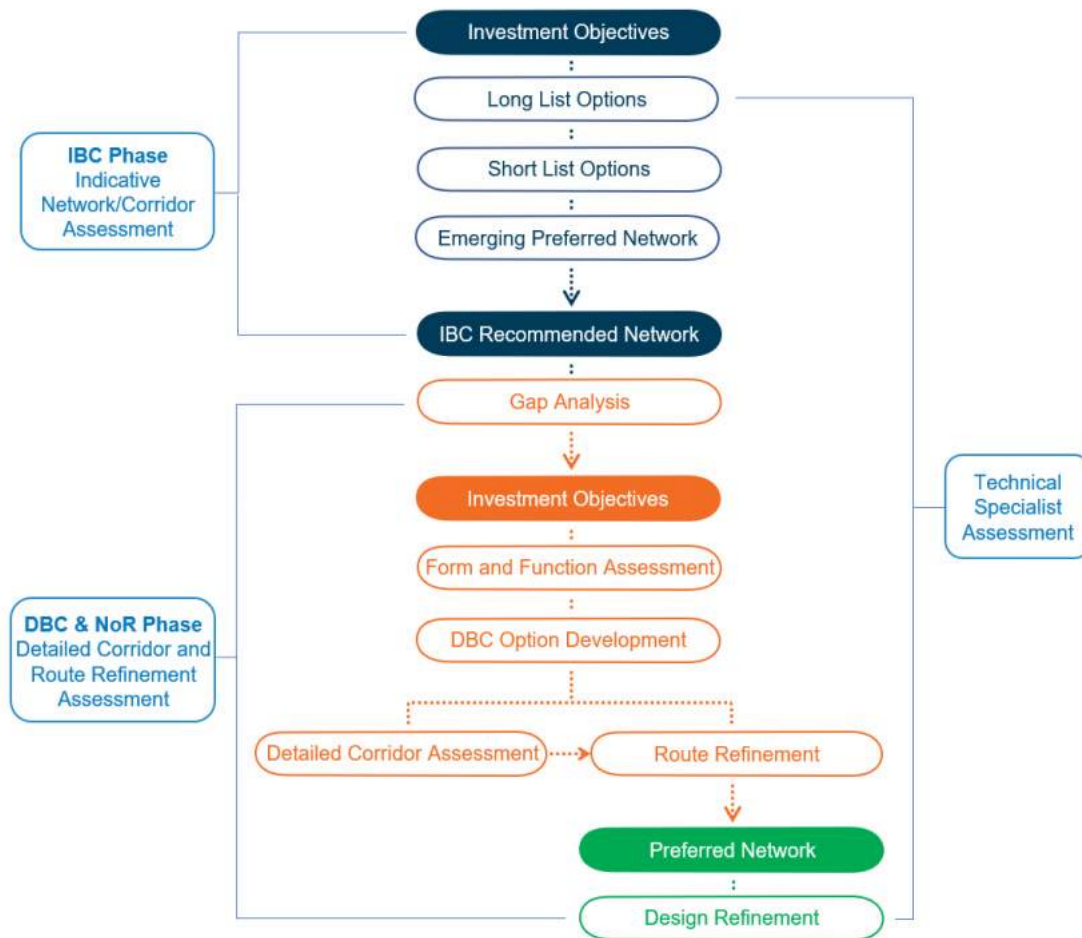 Investment Objectives
Long List Options
IBC Phase
Indicative
Network/Corridor
Assessment
Short List Options
Emerging Preferred Network
IBC Recommended Network
Gap Analysis
Investment Objectives
Technical
Specialist
Assessment
Form and Function Assessment
DBC & NoR Phase
Detailed Corridor and
Route Refinement
Assessment
DBC Option Development
Detailed Corridor Assessment
Route Refinement
Preferred Network
Design Refinement